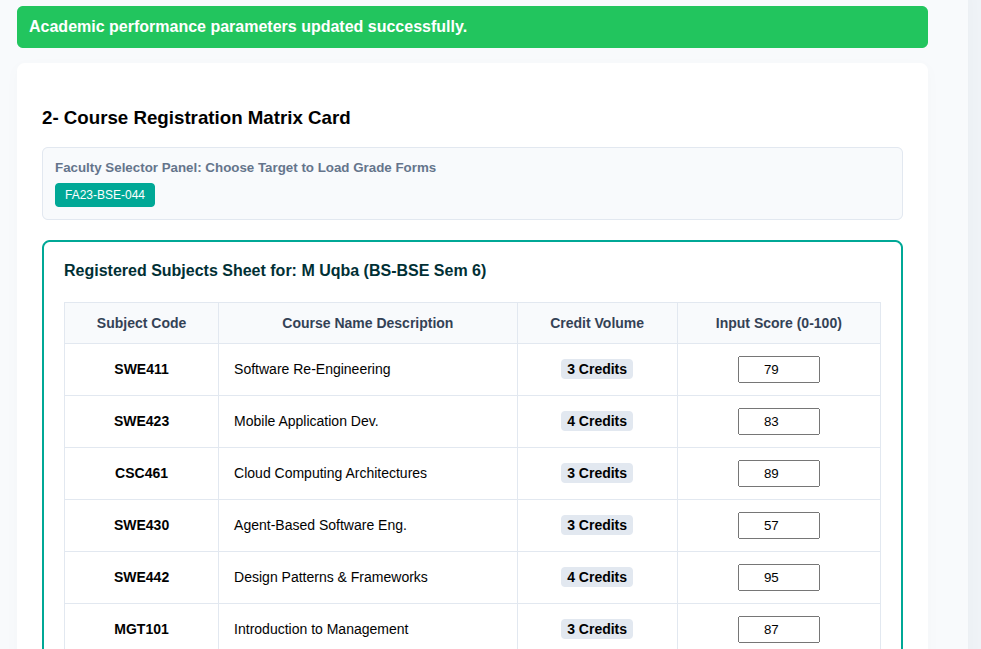 Academic performance parameters updated successfully.
2- Course Registration Matrix Card
Faculty Selector Panel: Choose Target to Load Grade Forms
FA23-BSE-044
Registered Subjects Sheet for: M Uqba (BS-BSE Sem 6)
Subject Code Course Name Description Credit Volume Input Score (0-100)
SWE411 Software Re-Engineering 3 Credits 79
SWE423 Mobile Application Dev. 4 Credits 83
CSC461 Cloud Computing Architectures 3 Credits 89
SWE430 Agent-Based Software Eng. 3 Credits 57
SWE442 Design Patterns & Frameworks 4 Credits 95
MGT101 Introduction to Management 3 Credits 87